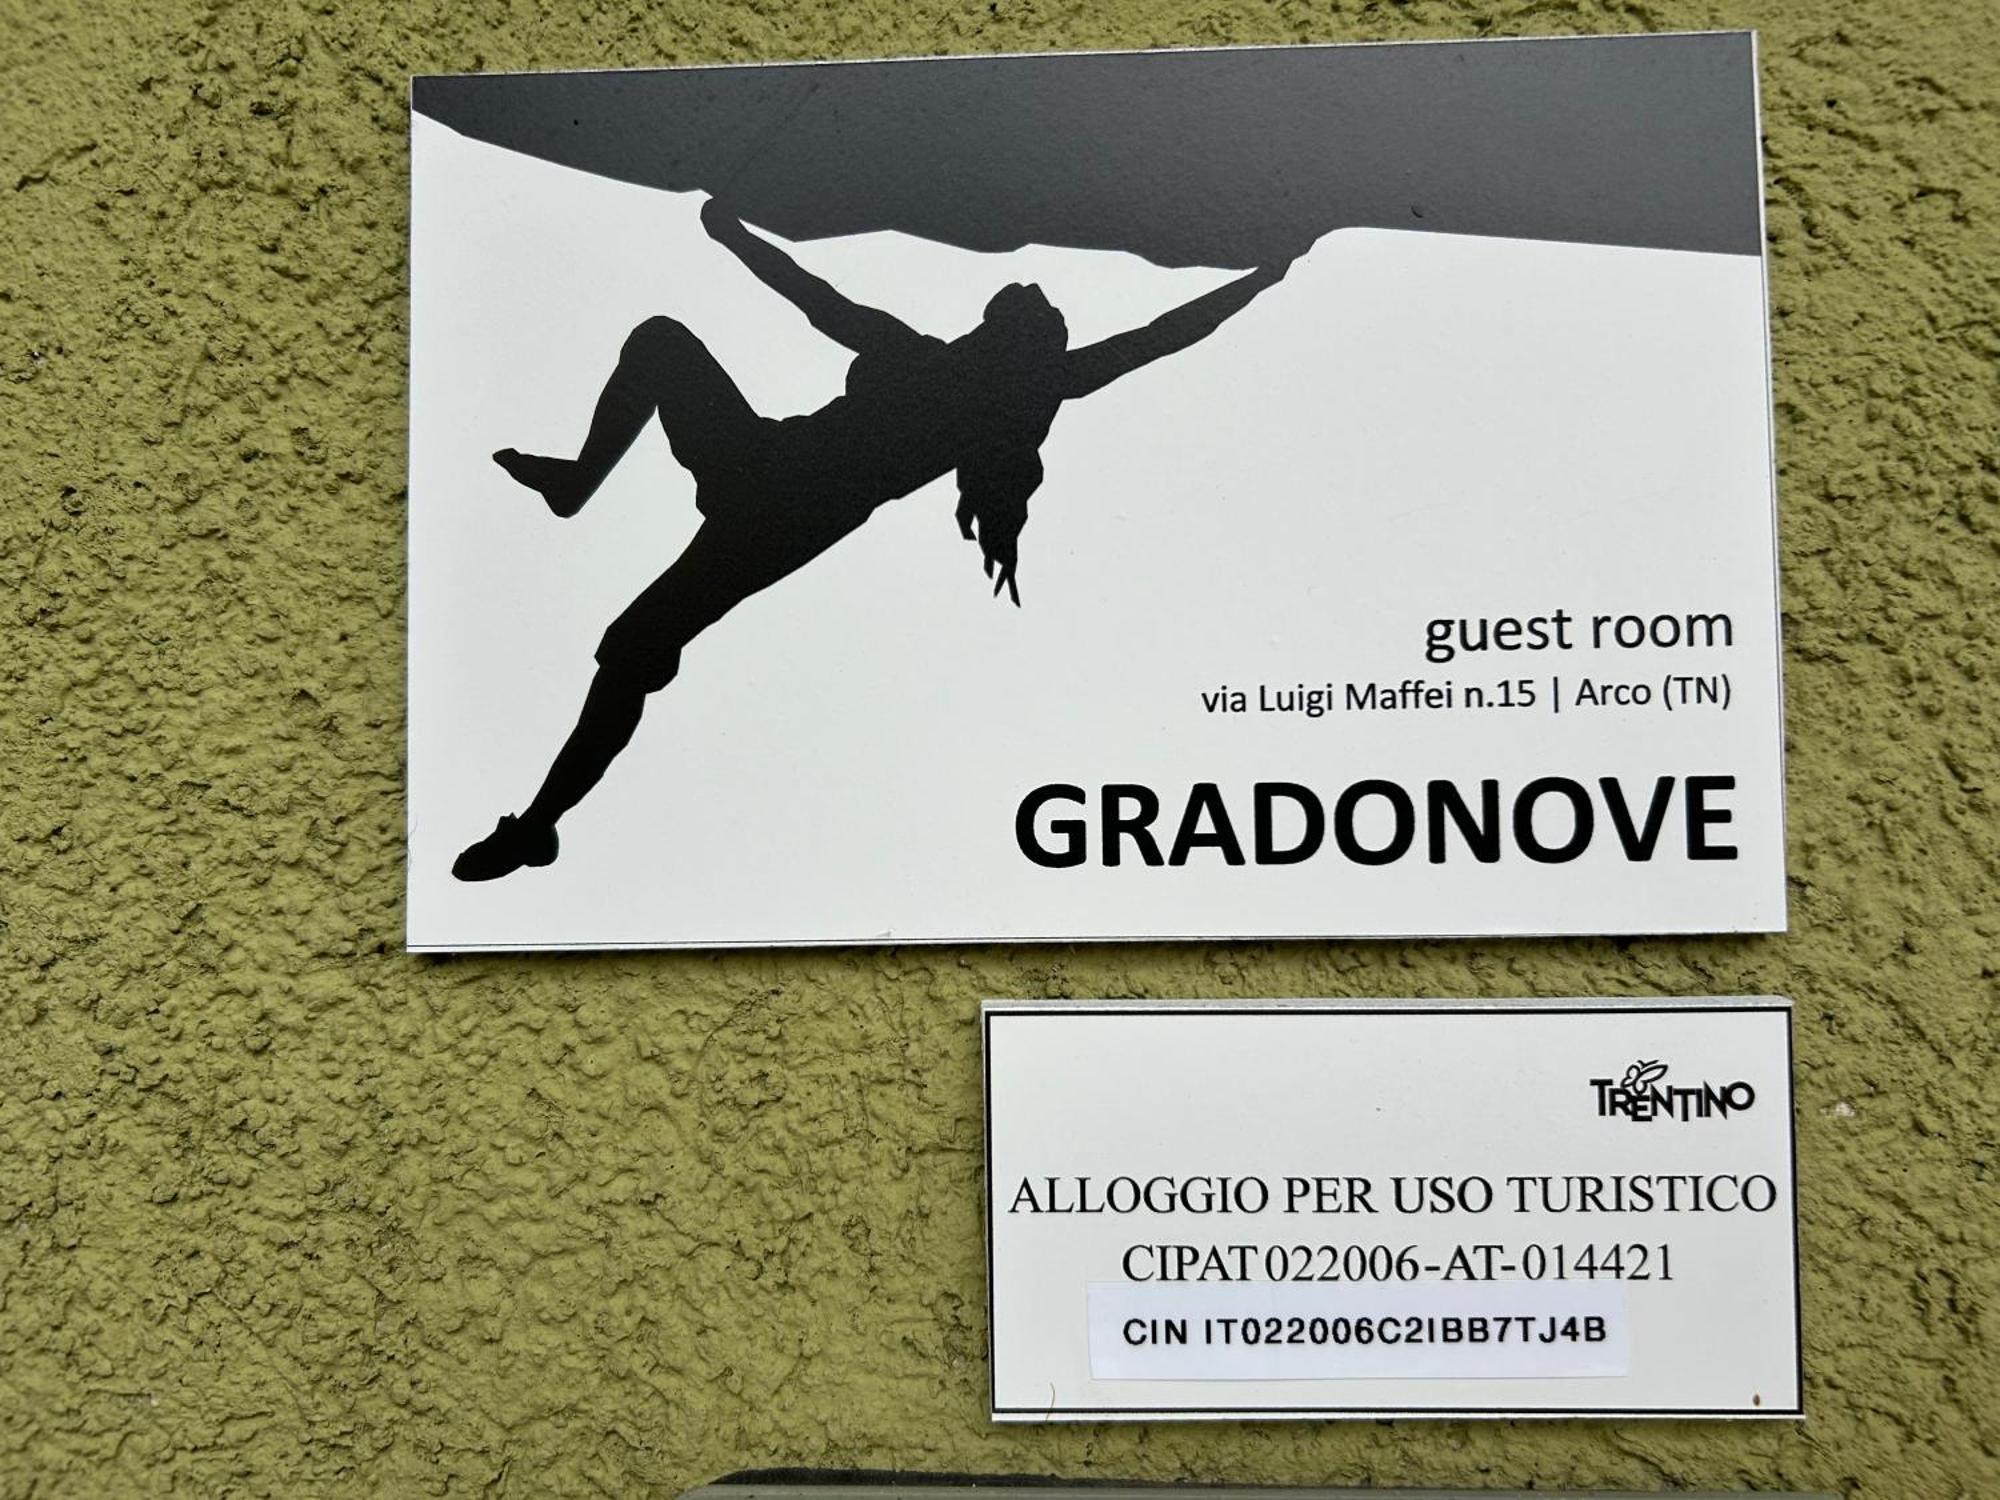 guest room
via Luigi Maffei n.15 | Arco (TN)
GRADONOVE
TRENTINO
ALLOGGIO PER USO TURISTICO
CIPAT 022006-AT-014421
CIN IT022006C2IBB7TJ4B